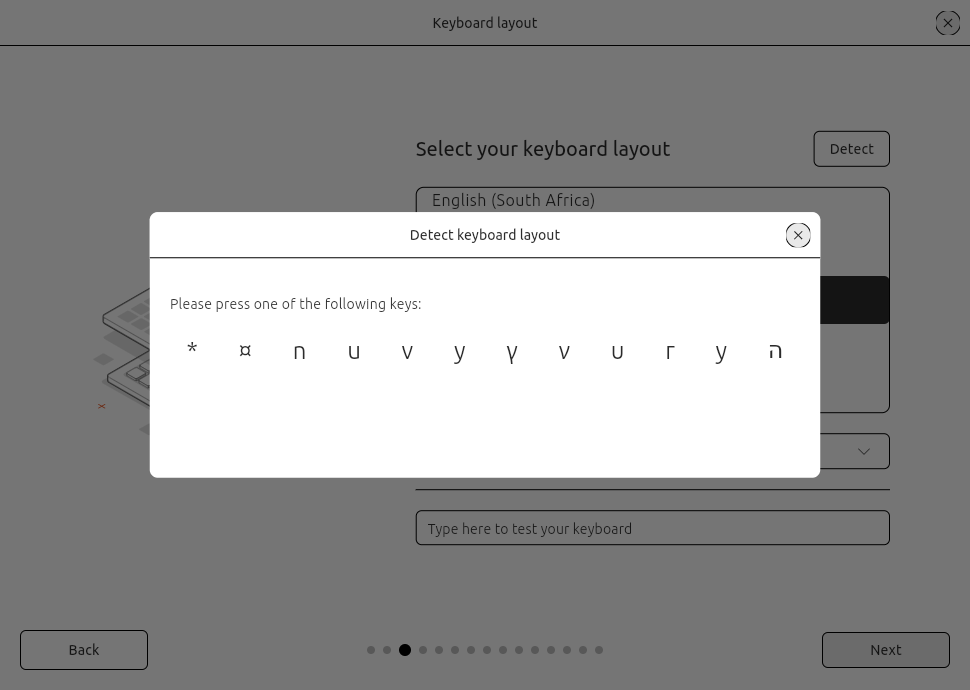 Keyboard layout
Select your keyboard layout
Detect
English (South Africa)
Detect keyboard layout
Please press one of the following keys:
* ¤ n u v y γ ν u r y ה
Type here to test your keyboard
Back
Next